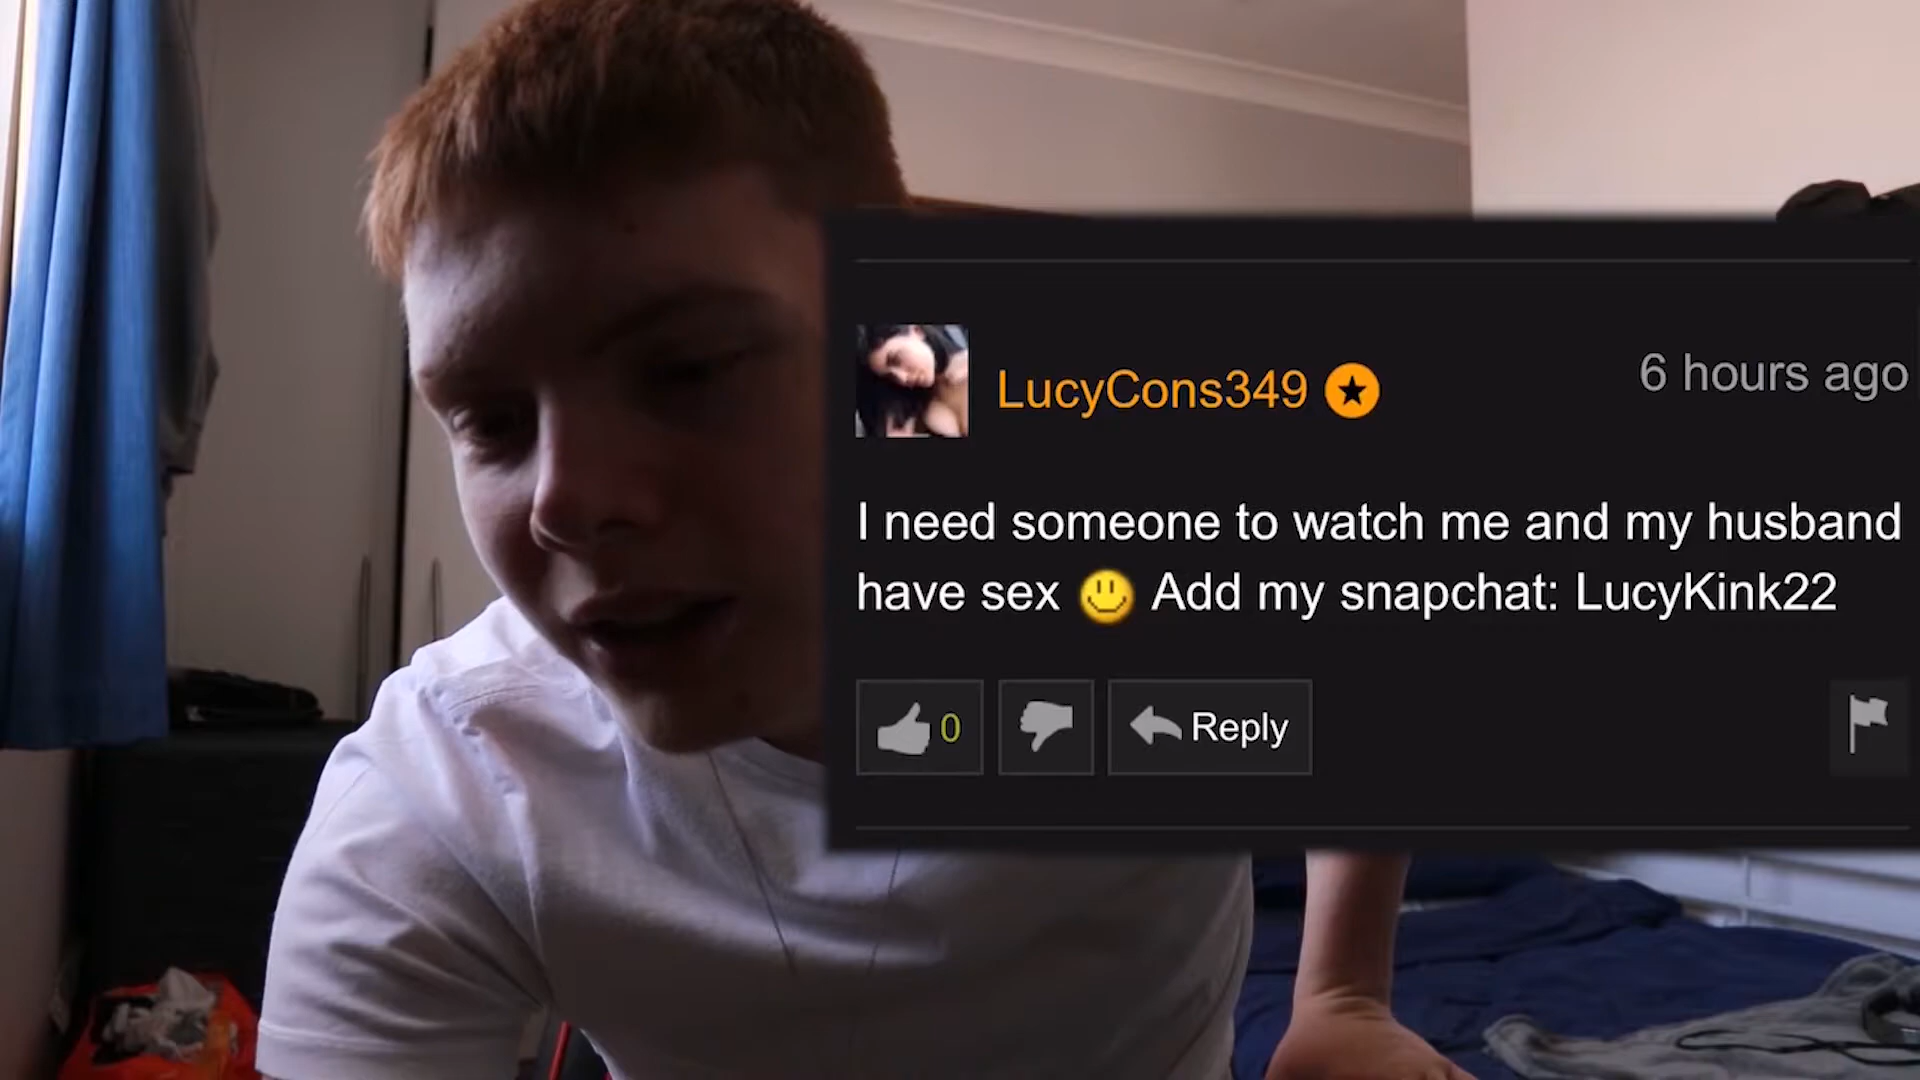 LucyCons349
6 hours ago
I need someone to watch me and my husband
have sex 🙂 Add my snapchat: LucyKink22
0
Reply